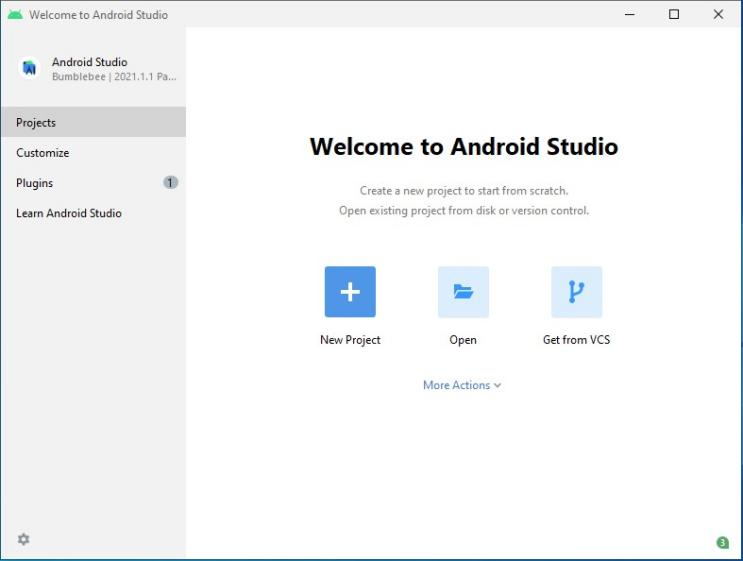 Welcome to Android Studio
Android Studio
Bumblebee | 2021.1.1 Pa...
Projects
Customize
Plugins 1
Learn Android Studio
Welcome to Android Studio
Create a new project to start from scratch.
Open existing project from disk or version control.
New Project
Open
Get from VCS
More Actions
3